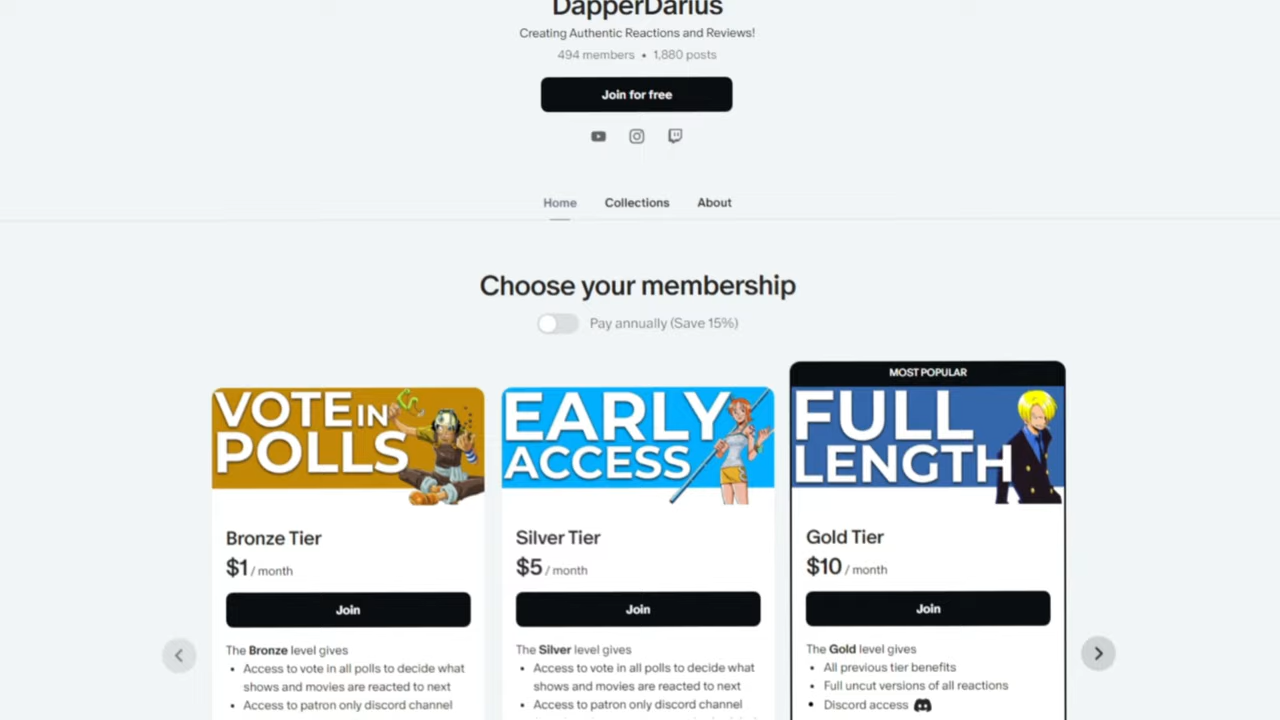 DapperDarius
Creating Authentic Reactions and Reviews!
494 members • 1,880 posts
Join for free
Home Collections About
Choose your membership
Pay annually (Save 15%)
VOTE IN
POLLS
Bronze Tier
$1 / month
Join
The Bronze level gives
• Access to vote in all polls to decide what
shows and movies are reacted to next
• Access to patron only discord channel
EARLY
ACCESS
Silver Tier
$5 / month
Join
The Silver level gives
• Access to vote in all polls to decide what
shows and movies are reacted to next
• Access to patron only discord channel
MOST POPULAR
FULL
LENGTH
Gold Tier
$10 / month
Join
The Gold level gives
• All previous tier benefits
• Full uncut versions of all reactions
• Discord access